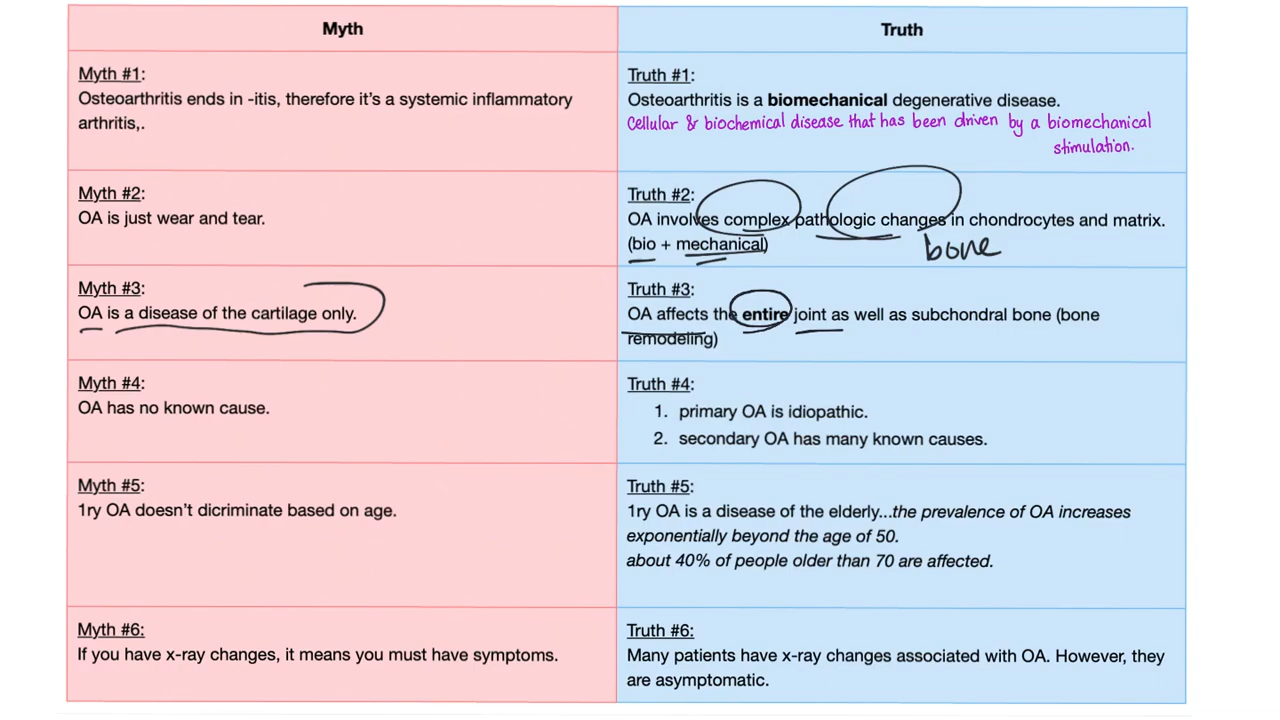 Myth
Truth
Myth #1:
Osteoarthritis ends in -itis, therefore it's a systemic inflammatory
arthritis,.
Truth #1:
Osteoarthritis is a biomechanical degenerative disease.
Cellular & biochemical disease that has been driven by a biomechanical
stimulation.
Myth #2:
OA is just wear and tear.
Truth #2:
OA involves complex pathologic changes in chondrocytes and matrix.
(bio + mechanical)
bone
Myth #3:
OA is a disease of the cartilage only.
Truth #3:
OA affects the entire joint as well as subchondral bone (bone
remodeling)
Myth #4:
OA has no known cause.
Truth #4:
1. primary OA is idiopathic.
2. secondary OA has many known causes.
Myth #5:
1ry OA doesn't dicriminate based on age.
Truth #5:
1ry OA is a disease of the elderly...the prevalence of OA increases
exponentially beyond the age of 50.
about 40% of people older than 70 are affected.
Myth #6:
If you have x-ray changes, it means you must have symptoms.
Truth #6:
Many patients have x-ray changes associated with OA. However, they
are asymptomatic.